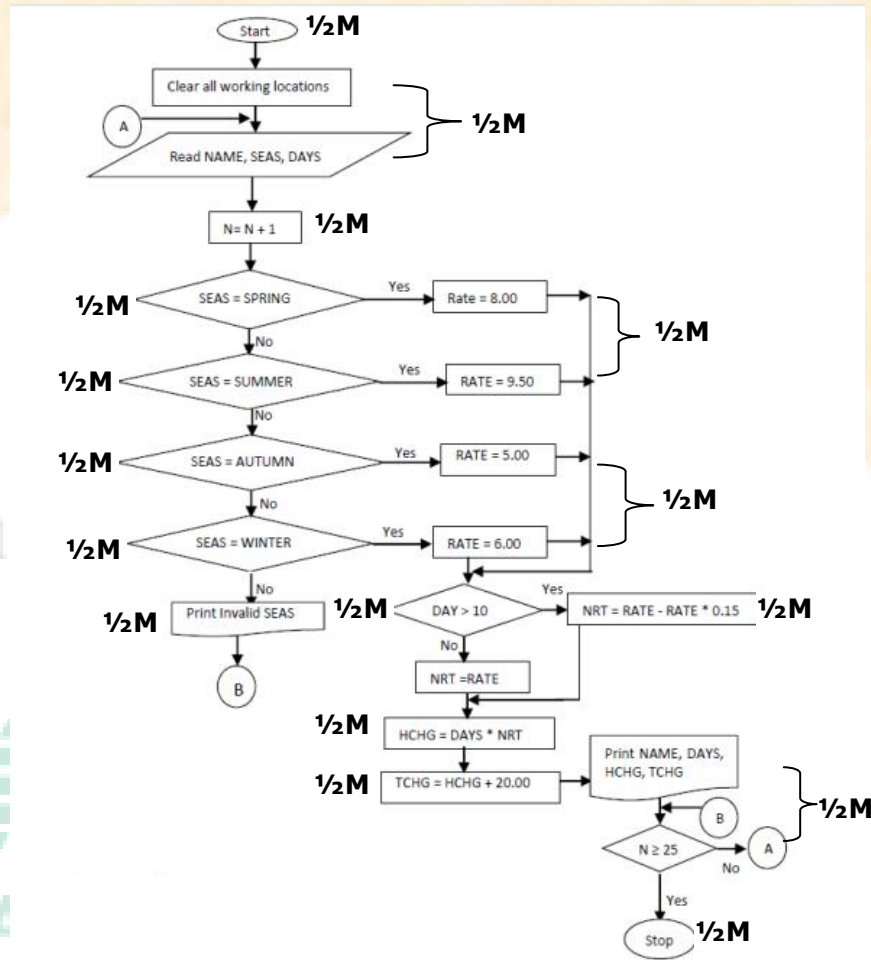 Start ½M
Clear all working locations
A
½M
Read NAME, SEAS, DAYS
N= N + 1 ½M
½M SEAS = SPRING Yes Rate = 8.00
½M
No
½M SEAS = SUMMER Yes RATE = 9.50
No
½M SEAS = AUTUMN Yes RATE = 5.00
½M
No
½M SEAS = WINTER Yes RATE = 6.00
No
½M Print Invalid SEAS
½M DAY > 10 Yes NRT = RATE - RATE * 0.15 ½M
B
No
NRT =RATE
½M HCHG = DAYS * NRT
½M TCHG = HCHG + 20.00
Print NAME, DAYS,
HCHG, TCHG
½M
B
N ≥ 25 No A
Yes
Stop ½M